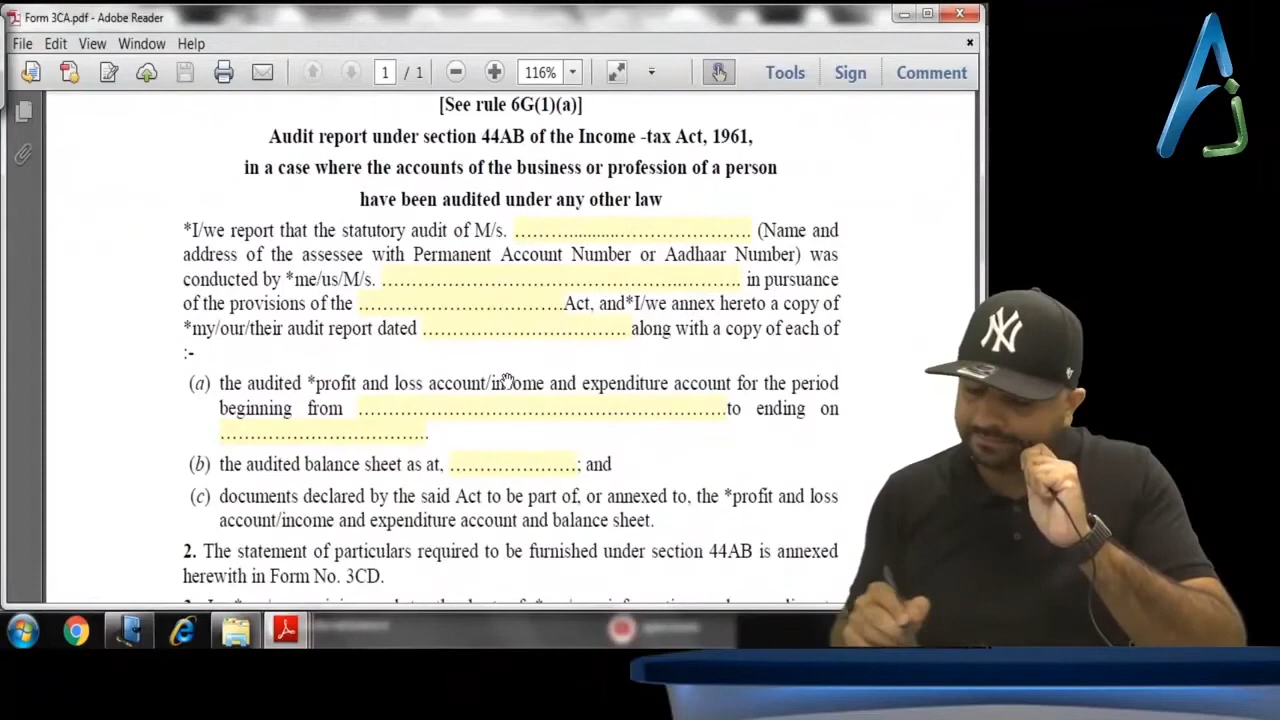 Form 3CA.pdf - Adobe Reader
File Edit View Window Help
1 / 1 116% Tools Sign Comment
[See rule 6G(1)(a)]
Audit report under section 44AB of the Income -tax Act, 1961,
in a case where the accounts of the business or profession of a person
have been audited under any other law
*I/we report that the statutory audit of M/s. ………..........…………………. (Name and
address of the assessee with Permanent Account Number or Aadhaar Number) was
conducted by *me/us/M/s. ………………………………………..………. in pursuance
of the provisions of the …………………………….Act, and*I/we annex hereto a copy of
*my/our/their audit report dated ……………………………. along with a copy of each of
:-
(a) the audited *profit and loss account/income and expenditure account for the period
beginning from …………………………………………………….to ending on
…………………………….
(b) the audited balance sheet as at, …………………; and
(c) documents declared by the said Act to be part of, or annexed to, the *profit and loss
account/income and expenditure account and balance sheet.
2. The statement of particulars required to be furnished under section 44AB is annexed
herewith in Form No. 3CD.
NY